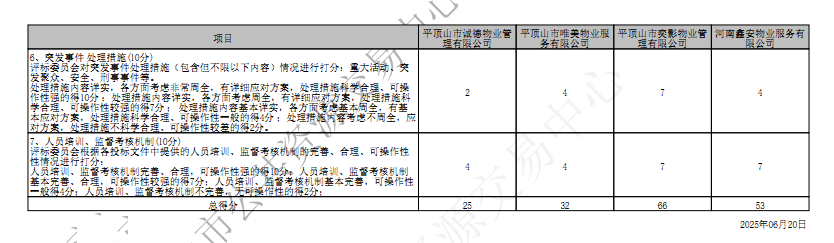 项目 平顶山市诚德物业管理有限公司 平顶山市唯美物业服务有限公司 平顶山市奕影物业管理有限公司 河南鑫安物业服务有限公司
6、突发事件 处理措施(10分)
评标委员会对突发事件处理措施（包含但不限以下内容）情况进行打分：重大活动、突
发聚众、安全、刑事事件等。
处理措施内容详实，各方面考虑非常周全，有详细应对方案，处理措施科学合理、可操
作性强的得10分；处理措施内容详实，各方面考虑周全，有详细应对方案，处理措施科
学合理、可操作性较强的得7分； 处理措施内容基本详实，各方面考虑基本周全，有基
本应对方案，处理措施科学合理、可操作性一般的得4分；处理措施内容考虑不周全，应
对方案，处理措施不科学合理、可操作性较差的得2分。
2 4 7 4
7、人员培训、监督考核机制(10分)
评标委员会根据各投标文件中提供的人员培训、监督考核机制的完善、合理、可操作性
性情况进行打分：
人员培训、监督考核机制完善、合理，可操作性强的得10分；人员培训、监督考核机制
基本完善、合理，可操作性较强的得7分；人员培训、监督考核机制基本完善，可操作性
一般得4分；人员培训、监督考核机制不完善、无可操作性的得2分；
4 4 7 7
总得分 25 32 66 53
2025年06月20日